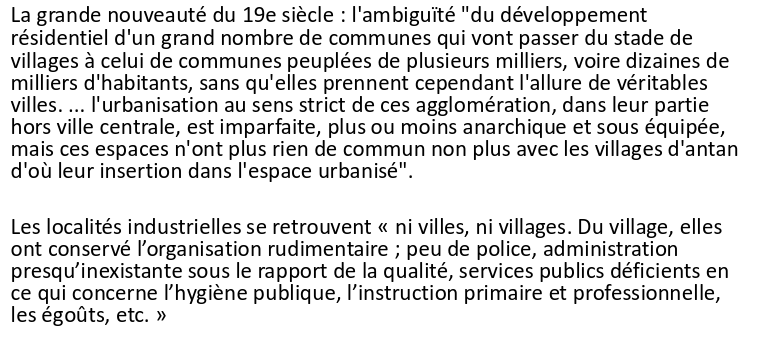 La grande nouveauté du 19e siècle : l'ambiguïté "du développement
résidentiel d'un grand nombre de communes qui vont passer du stade de
villages à celui de communes peuplées de plusieurs milliers, voire dizaines de
milliers d'habitants, sans qu'elles prennent cependant l'allure de véritables
villes. ... l'urbanisation au sens strict de ces agglomération, dans leur partie
hors ville centrale, est imparfaite, plus ou moins anarchique et sous équipée,
mais ces espaces n'ont plus rien de commun non plus avec les villages d'antan
d'où leur insertion dans l'espace urbanisé".
Les localités industrielles se retrouvent « ni villes, ni villages. Du village, elles
ont conservé l’organisation rudimentaire ; peu de police, administration
presqu’inexistante sous le rapport de la qualité, services publics déficients en
ce qui concerne l’hygiène publique, l’instruction primaire et professionnelle,
les égoûts, etc. »